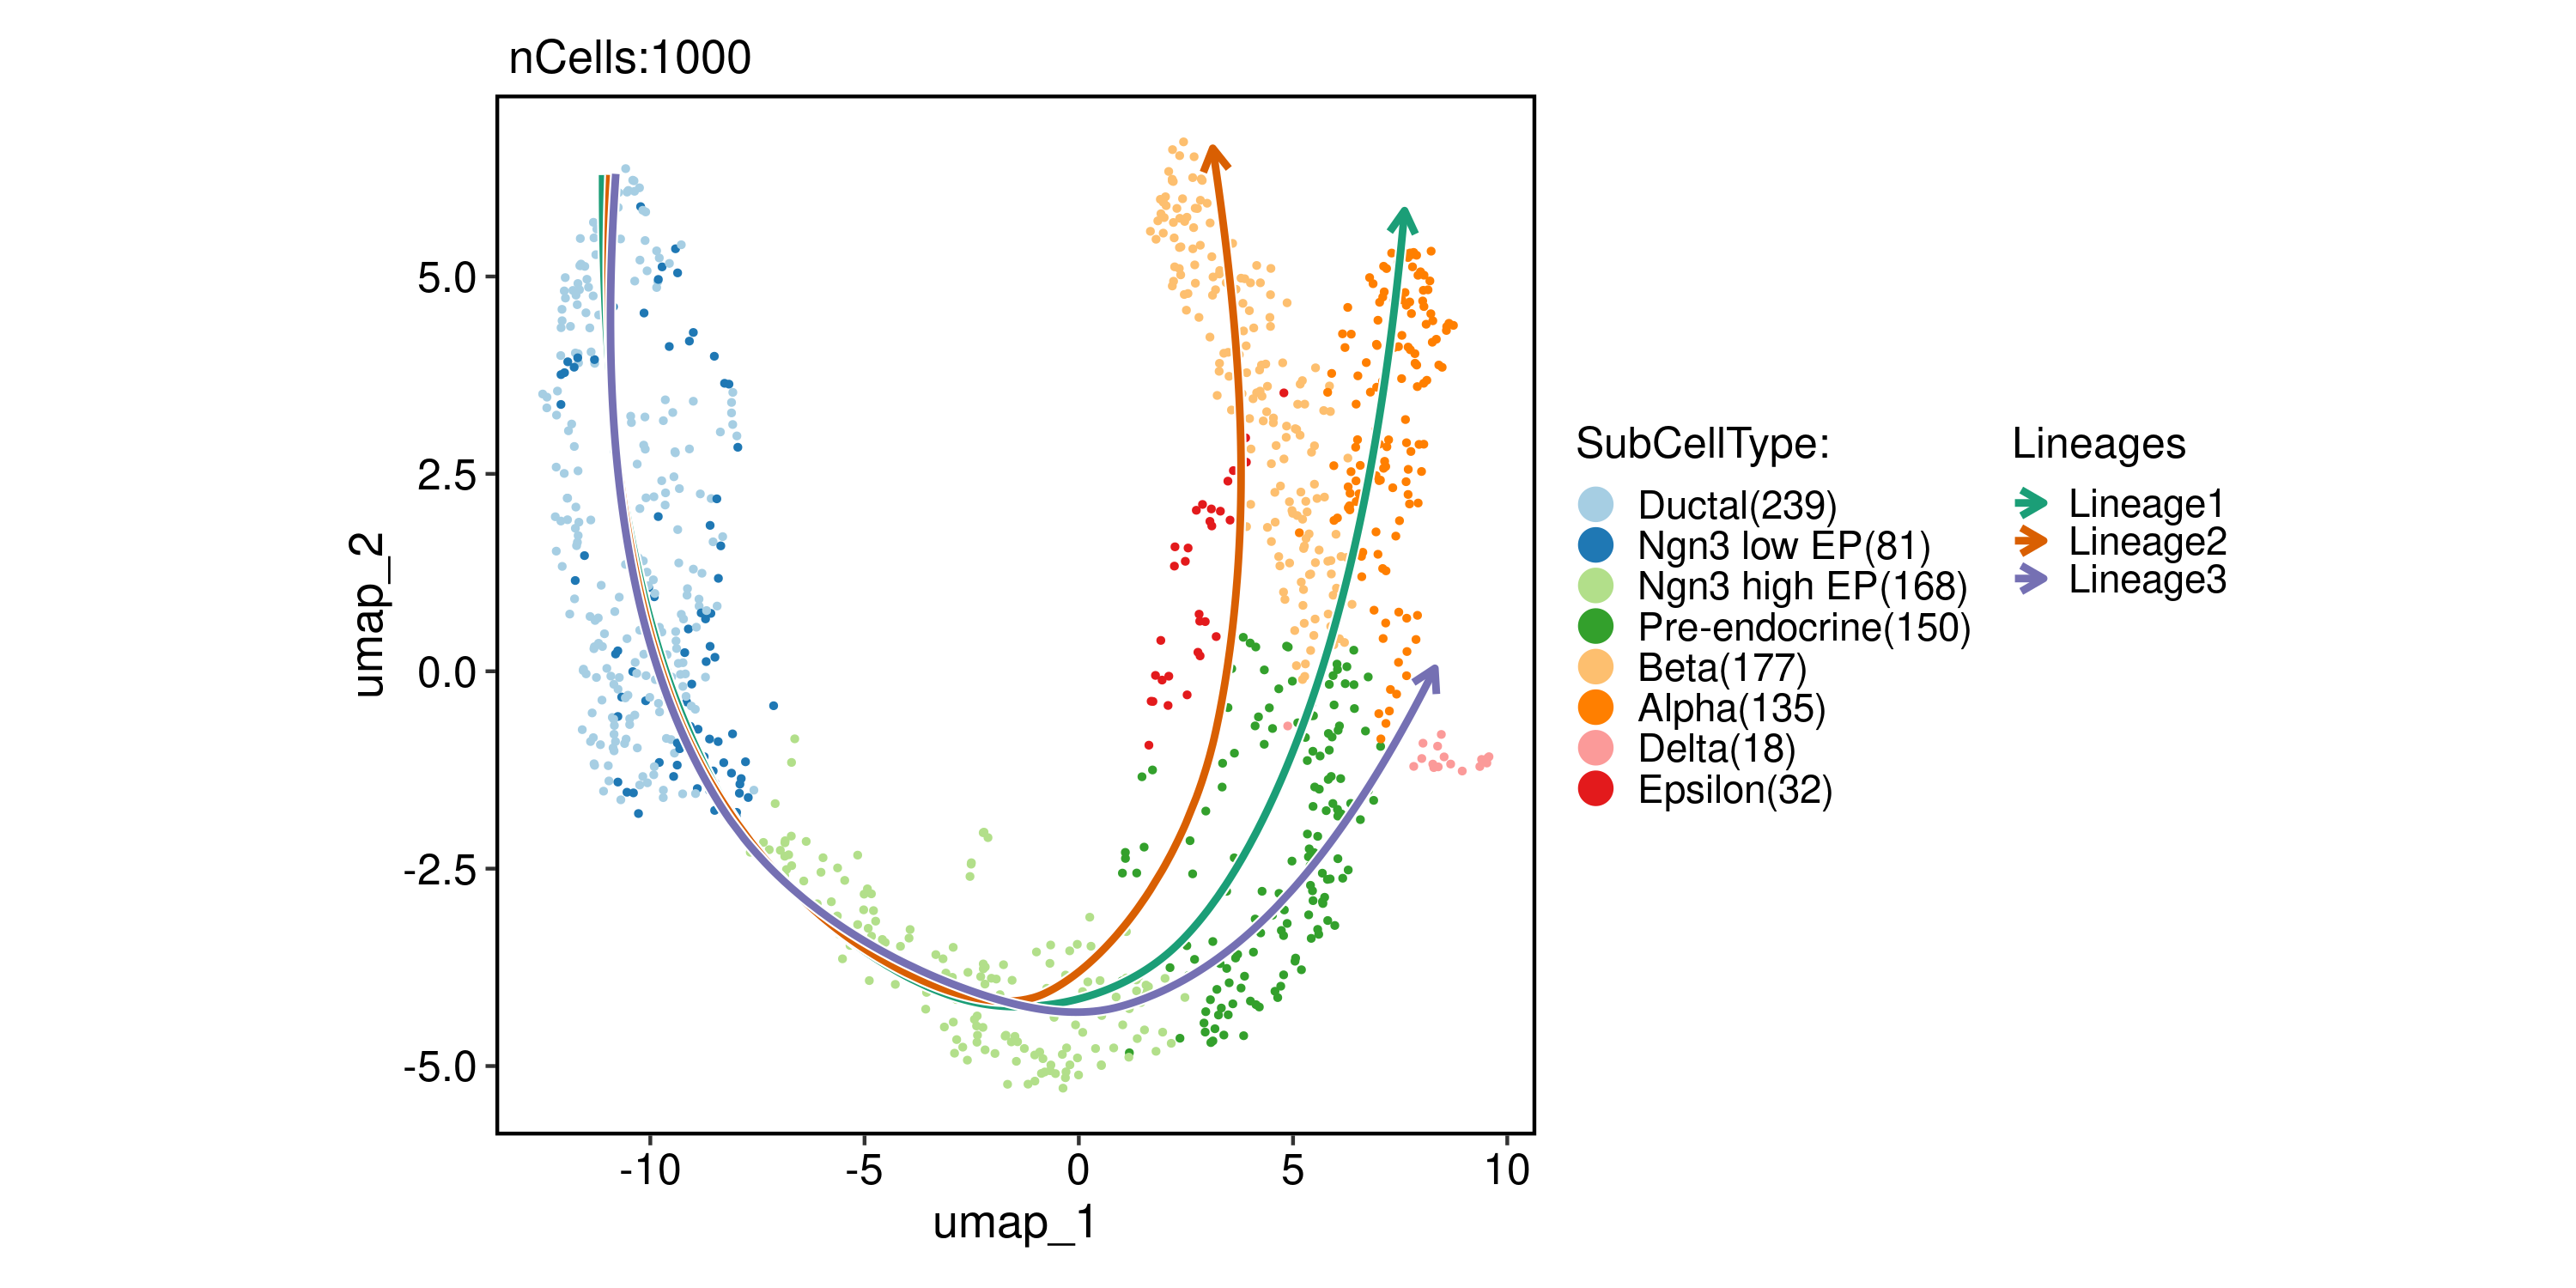 nCells:1000
umap_2
5.0
2.5
0.0
-2.5
-5.0
-10
-5
0
5
10
umap_1
SubCellType:
Ductal(239)
Ngn3 low EP(81)
Ngn3 high EP(168)
Pre-endocrine(150)
Beta(177)
Alpha(135)
Delta(18)
Epsilon(32)
Lineages
Lineage1
Lineage2
Lineage3